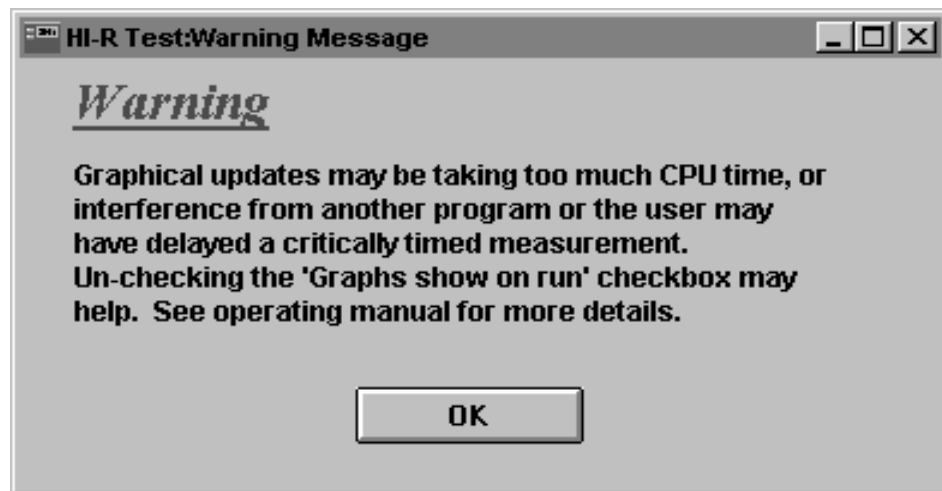 HI-R Test:Warning Message
Warning
Graphical updates may be taking too much CPU time, or
interference from another program or the user may
have delayed a critically timed measurement.
Un-checking the 'Graphs show on run' checkbox may
help.  See operating manual for more details.
OK